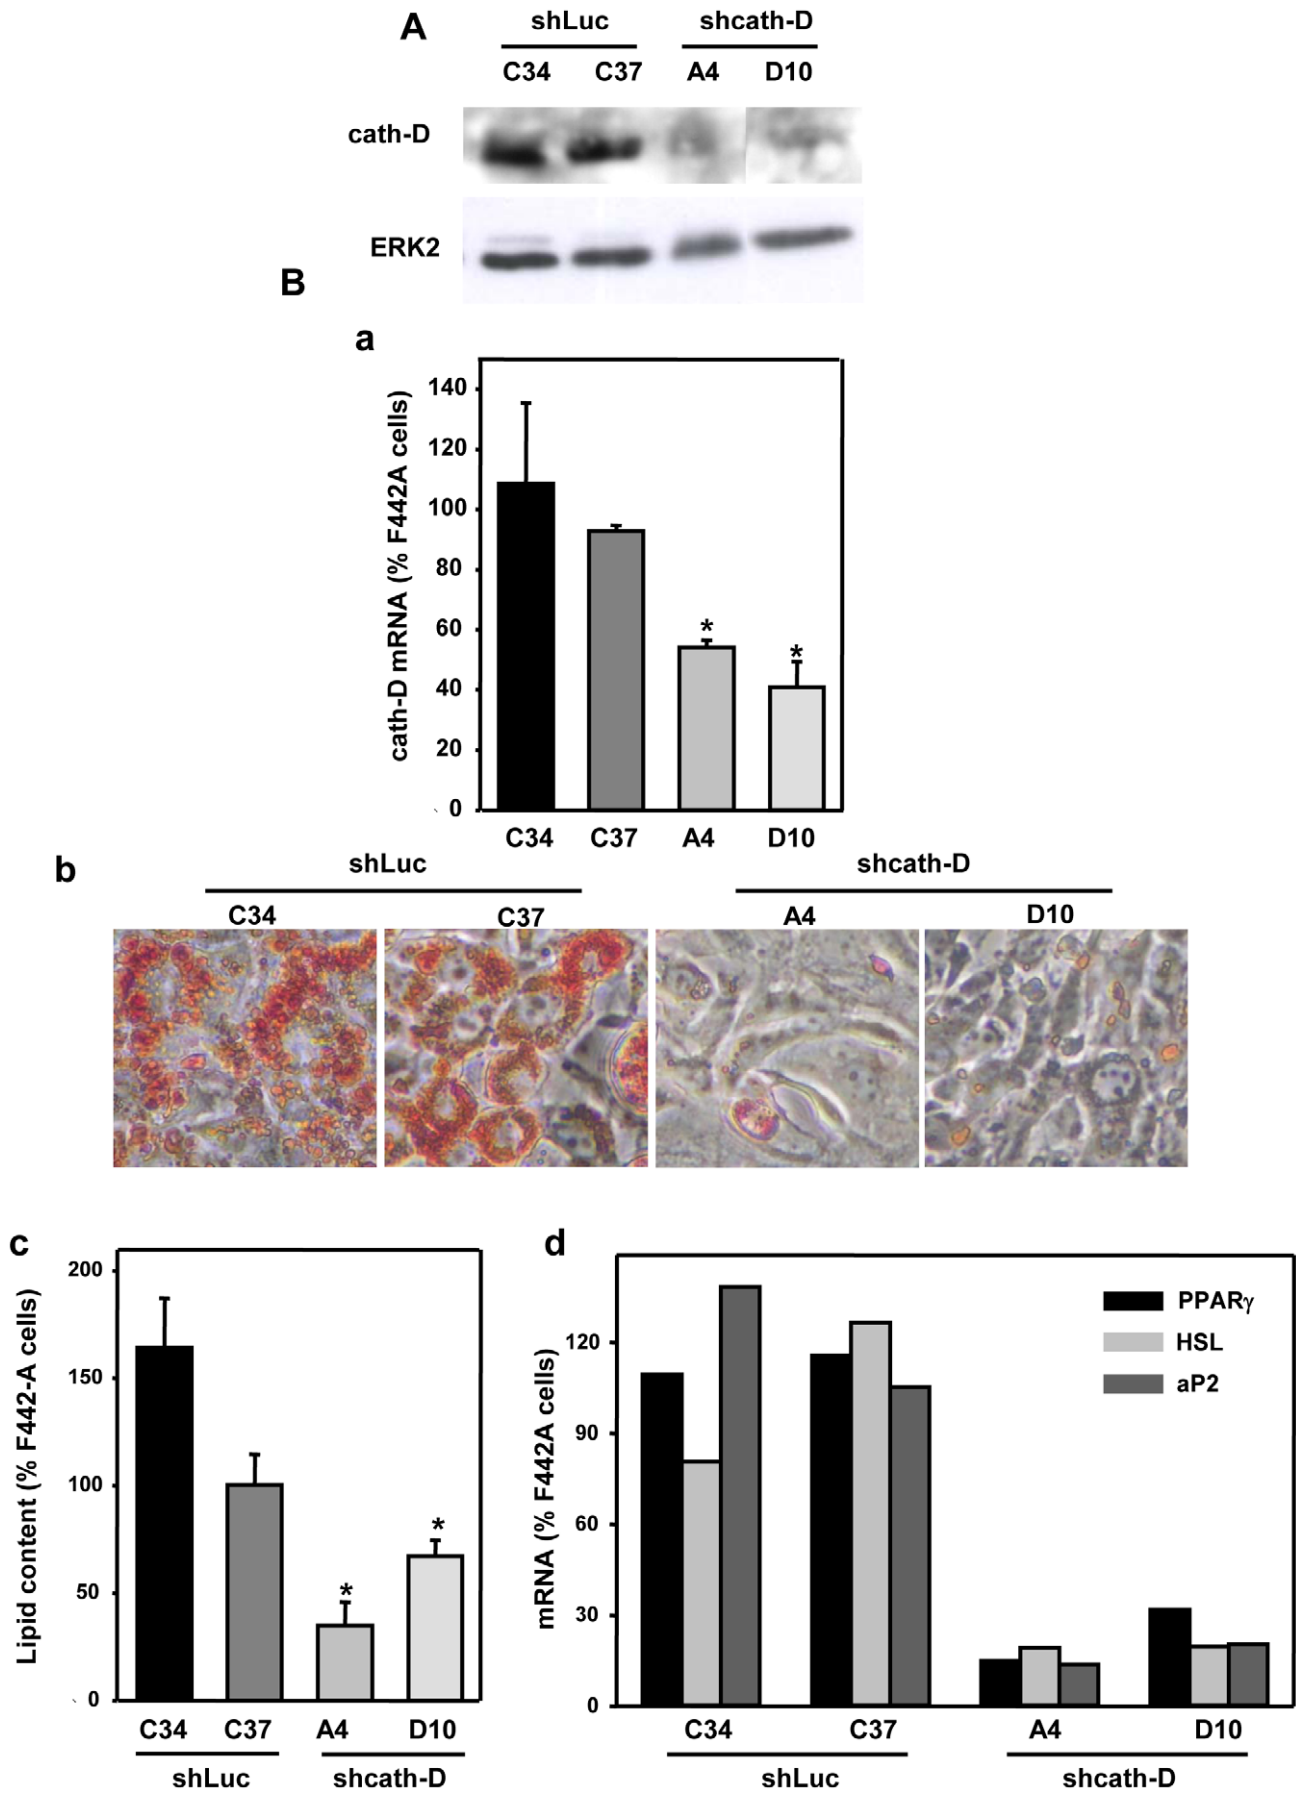 A
shLuc shcath-D
C34 C37 A4 D10
cath-D
ERK2
B
a
cath-D mRNA (% F442A cells)
140
120
100
80
60
40
20
0
* *
C34 C37 A4 D10
b
shLuc shcath-D
C34 C37 A4 D10
c
Lipid content (% F442-A cells)
200
150
100
50
0
* *
C34 C37 A4 D10
shLuc shcath-D
d
mRNA (% F442A cells)
120
90
60
30
0
PPARγ
HSL
aP2
C34 C37 A4 D10
shLuc shcath-D